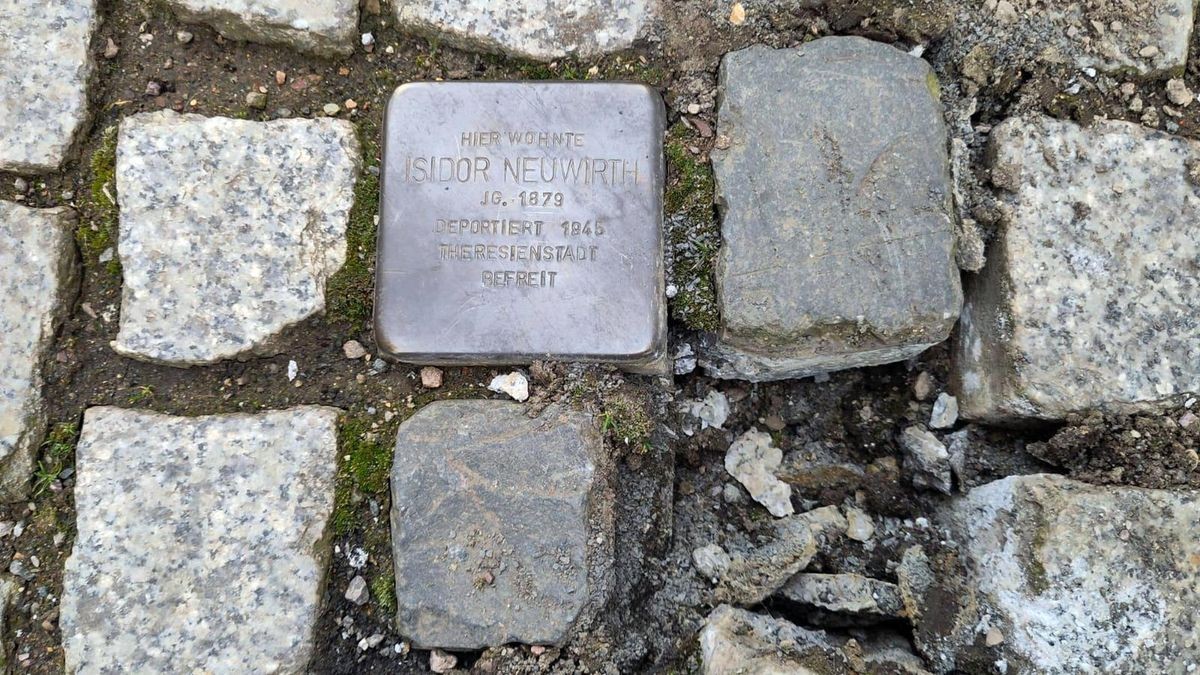 HIER WOHNTE
ISIDOR NEUWIRTH
JG. 1879
DEPORTIERT 1945
THERESIENSTADT
BEFREIT